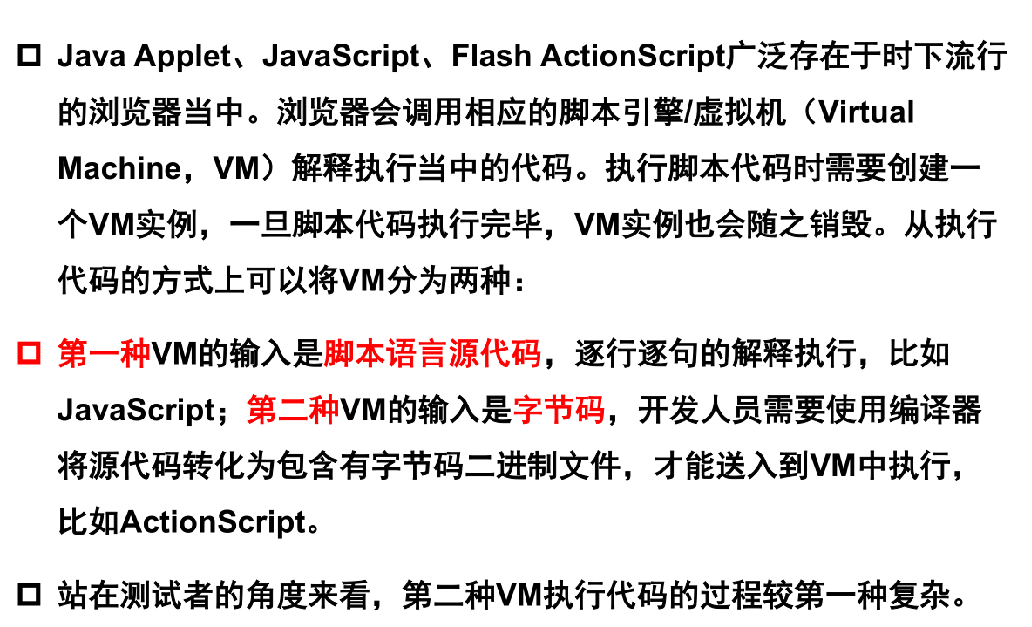 Java Applet、JavaScript、Flash ActionScript广泛存在于时下流行
的浏览器当中。浏览器会调用相应的脚本引擎/虚拟机（Virtual
Machine，VM）解释执行当中的代码。执行脚本代码时需要创建一
个VM实例，一旦脚本代码执行完毕，VM实例也会随之销毁。从执行
代码的方式上可以将VM分为两种：
第一种VM的输入是脚本语言源代码，逐行逐句的解释执行，比如
JavaScript；第二种VM的输入是字节码，开发人员需要使用编译器
将源代码转化为包含有字节码二进制文件，才能送入到VM中执行，
比如ActionScript。
站在测试者的角度来看，第二种VM执行代码的过程较第一种复杂。